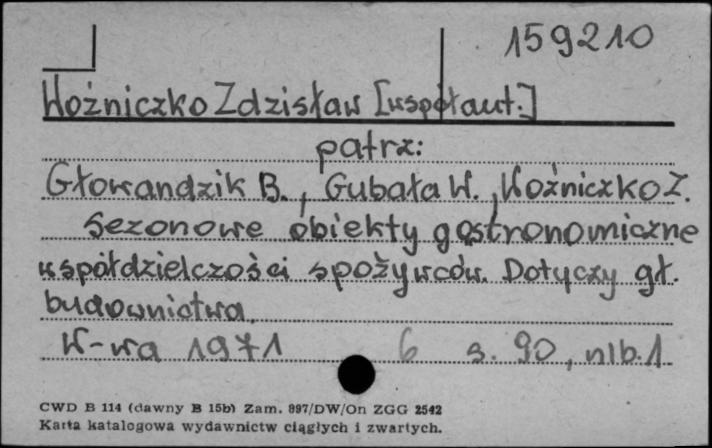 159210
Woźniczko Zdzisław [współaut.]
patrz:
Głowandzik B., Gubała W., Woźniczko Z.
Sezonowe obiekty gastronomiczne
współdzielczości spożywców. Dotyczy gł.
budownictwa.
W-wa 1971 6 s. 90, nlb. 1
CWD B 114 (dawny B 15b) Zam. 897/DW/On ZGG 2542
Karta katalogowa wydawnictw ciągłych i zwartych.